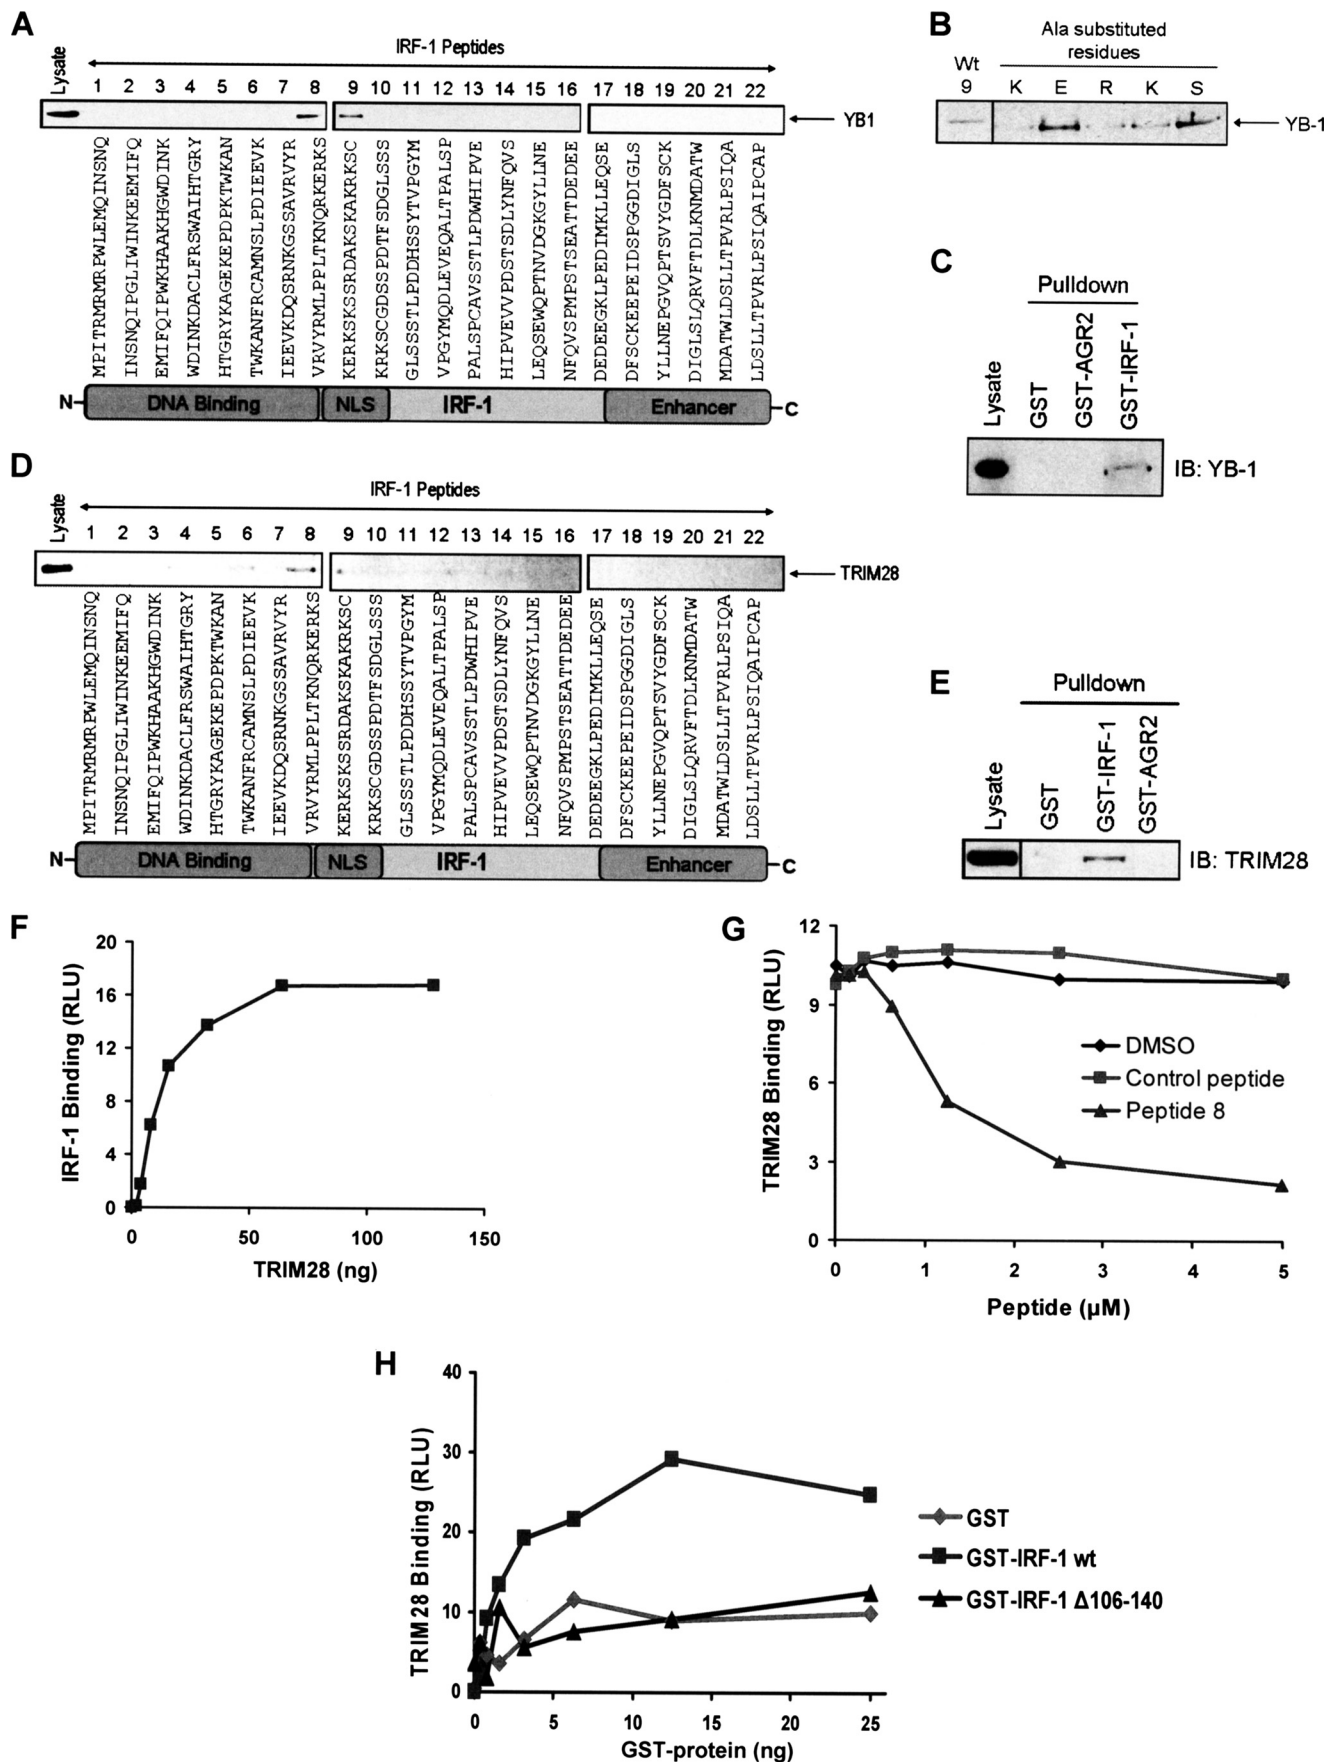 A
IRF-1 Peptides
Lysate
1 2 3 4 5 6 7 8 9 10 11 12 13 14 15 16 17 18 19 20 21 22
YB1
MPITRMRMRPWLEMQINSNQ
INSNQIPGLIWINKEEMIFQ
EMIFQIPWKHAAKHGWDINK
WDINKDACLFRSWAIHTGRY
HTGRYKAGEKEPDPKTWKAN
TWKANFRCAMNSLPDIEEVK
IEEVKDQSRNKGSSAVRVYR
VRVYRMLPPLTKNQRKERKS
KERKSKSSRDAKSKAKRKSC
KRKSCGDSSPDTFSDGLSSS
GLSSSTLPDDHSSYTVPGYM
VPGYMQDLEVEQALTPALSP
PALSPCAVSSTLPDWHIPVE
HIPVEVVPDSTSDLYNFQVS
LEQSEWQPTNVDGKGYLLNE
NFQVSPMPSTSEATTDEDEE
DEDEEGKLPEDIMKLLEQSE
DFSCKEEPEIDSPGGDIGLS
YLLNEPGVQPTSVYGDFSCK
DIGLSLQRVFTDLKNMDATW
MDATWLDSLLTPVRLPSIQA
LDSLLTPVRLPSIQAIPCAP
N DNA Binding NLS IRF-1 Enhancer C
B
Ala substituted
residues
Wt
9 K E R K S
YB-1
C
Pulldown
Lysate
GST
GST-AGR2
GST-IRF-1
IB: YB-1
D
IRF-1 Peptides
Lysate
1 2 3 4 5 6 7 8 9 10 11 12 13 14 15 16 17 18 19 20 21 22
TRIM28
MPITRMRMRPWLEMQINSNQ
INSNQIPGLIWINKEEMIFQ
EMIFQIPWKHAAKHGWDINK
WDINKDACLFRSWAIHTGRY
HTGRYKAGEKEPDPKTWKAN
TWKANFRCAMNSLPDIEEVK
IEEVKDQSRNKGSSAVRVYR
VRVYRMLPPLTKNQRKERKS
KERKSKSSRDAKSKAKRKSC
KRKSCGDSSPDTFSDGLSSS
GLSSSTLPDDHSSYTVPGYM
VPGYMQDLEVEQALTPALSP
PALSPCAVSSTLPDWHIPVE
HIPVEVVPDSTSDLYNFQVS
LEQSEWQPTNVDGKGYLLNE
NFQVSPMPSTSEATTDEDEE
DEDEEGKLPEDIMKLLEQSE
DFSCKEEPEIDSPGGDIGLS
YLLNEPGVQPTSVYGDFSCK
DIGLSLQRVFTDLKNMDATW
MDATWLDSLLTPVRLPSIQA
LDSLLTPVRLPSIQAIPCAP
N DNA Binding NLS IRF-1 Enhancer C
E
Pulldown
Lysate
GST
GST-IRF-1
GST-AGR2
IB: TRIM28
F
IRF-1 Binding (RLU)
20
16
12
8
4
0
0 50 100 150
TRIM28 (ng)
G
TRIM28 Binding (RLU)
12
9
6
3
0
DMSO
Control peptide
Peptide 8
0 1 2 3 4 5
Peptide (µM)
H
TRIM28 Binding (RLU)
40
30
20
10
0
GST
GST-IRF-1 wt
GST-IRF-1 Δ106-140
0 5 10 15 20 25
GST-protein (ng)